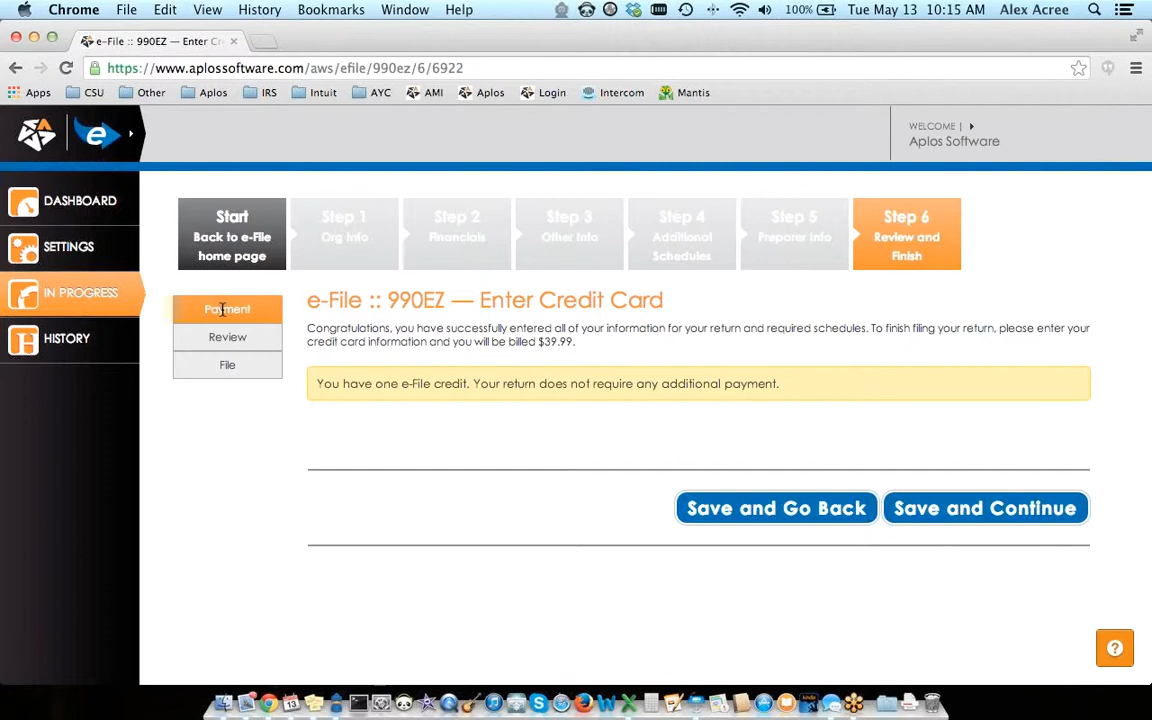 Chrome File Edit View History Bookmarks Window Help 100% Tue May 13 10:15 AM Alex Acree
e-File :: 990EZ — Enter Cr
https://www.aplossoftware.com/aws/efile/990ez/6/6922
Apps CSU Other Aplos IRS Intuit AYC AMI Aplos Login Intercom Mantis
e
WELCOME |
Aplos Software
DASHBOARD
SETTINGS
IN PROGRESS
HISTORY
Start
Back to e-File
home page
Step 1
Org Info
Step 2
Financials
Step 3
Other Info
Step 4
Additional
Schedules
Step 5
Preparer Info
Step 6
Review and
Finish
Payment
Review
File
e-File :: 990EZ — Enter Credit Card
Congratulations, you have successfully entered all of your information for your return and required schedules. To finish filing your return, please enter your
credit card information and you will be billed $39.99.
You have one e-File credit. Your return does not require any additional payment.
Save and Go Back
Save and Continue
?